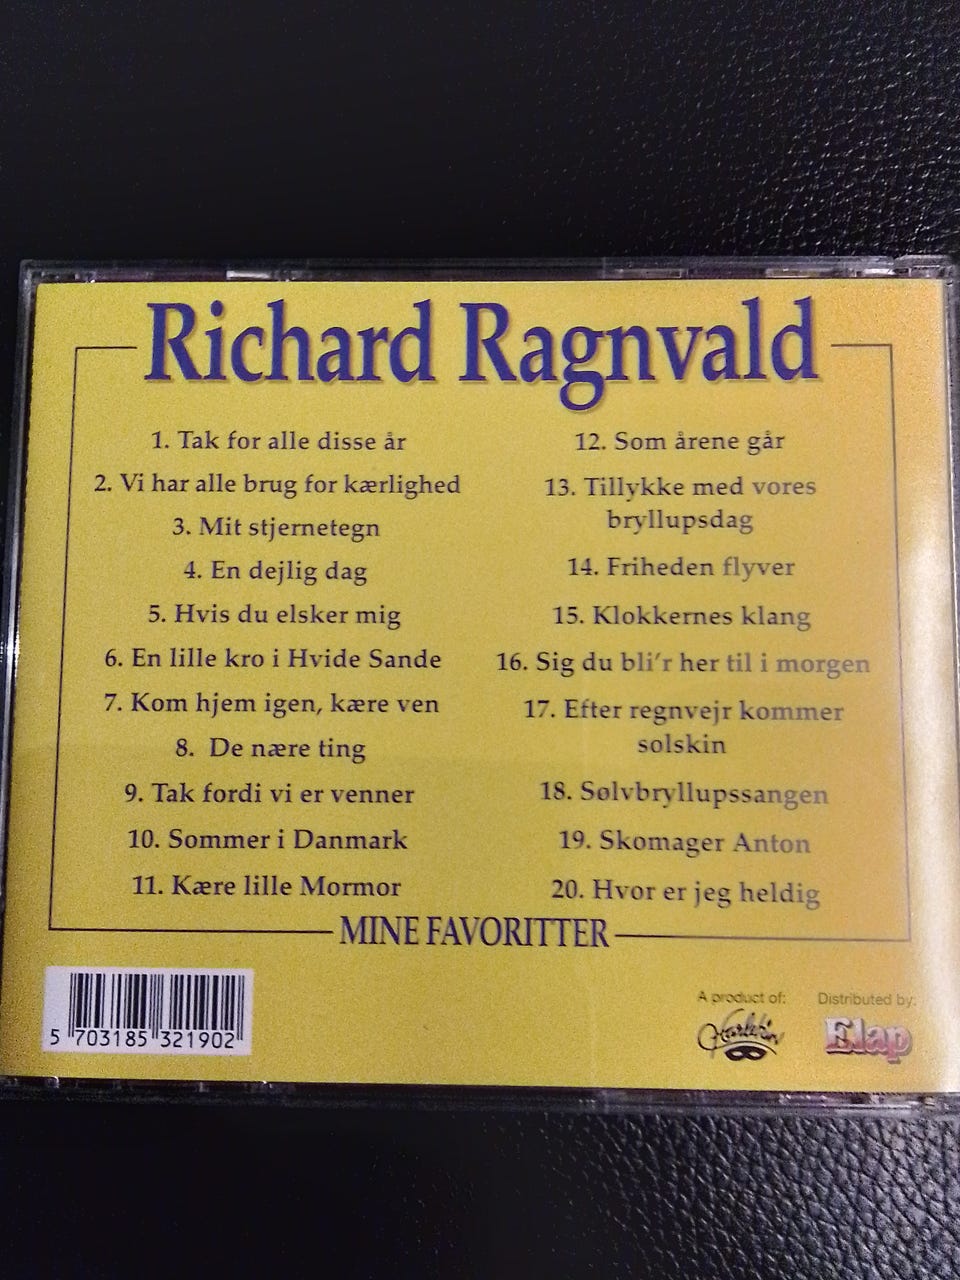 Richard Ragnvald
1. Tak for alle disse år
2. Vi har alle brug for kærlighed
3. Mit stjernetegn
4. En dejlig dag
5. Hvis du elsker mig
6. En lille kro i Hvide Sande
7. Kom hjem igen, kære ven
8. De nære ting
9. Tak fordi vi er venner
10. Sommer i Danmark
11. Kære lille Mormor
12. Som årene går
13. Tillykke med vores
bryllupsdag
14. Friheden flyver
15. Klokkernes klang
16. Sig du bli'r her til i morgen
17. Efter regnvejr kommer
solskin
18. Sølvbryllupssangen
19. Skomager Anton
20. Hvor er jeg heldig
MINE FAVORITTER
5 703185 321902
A product of:
Harlekin
Distributed by:
Elap